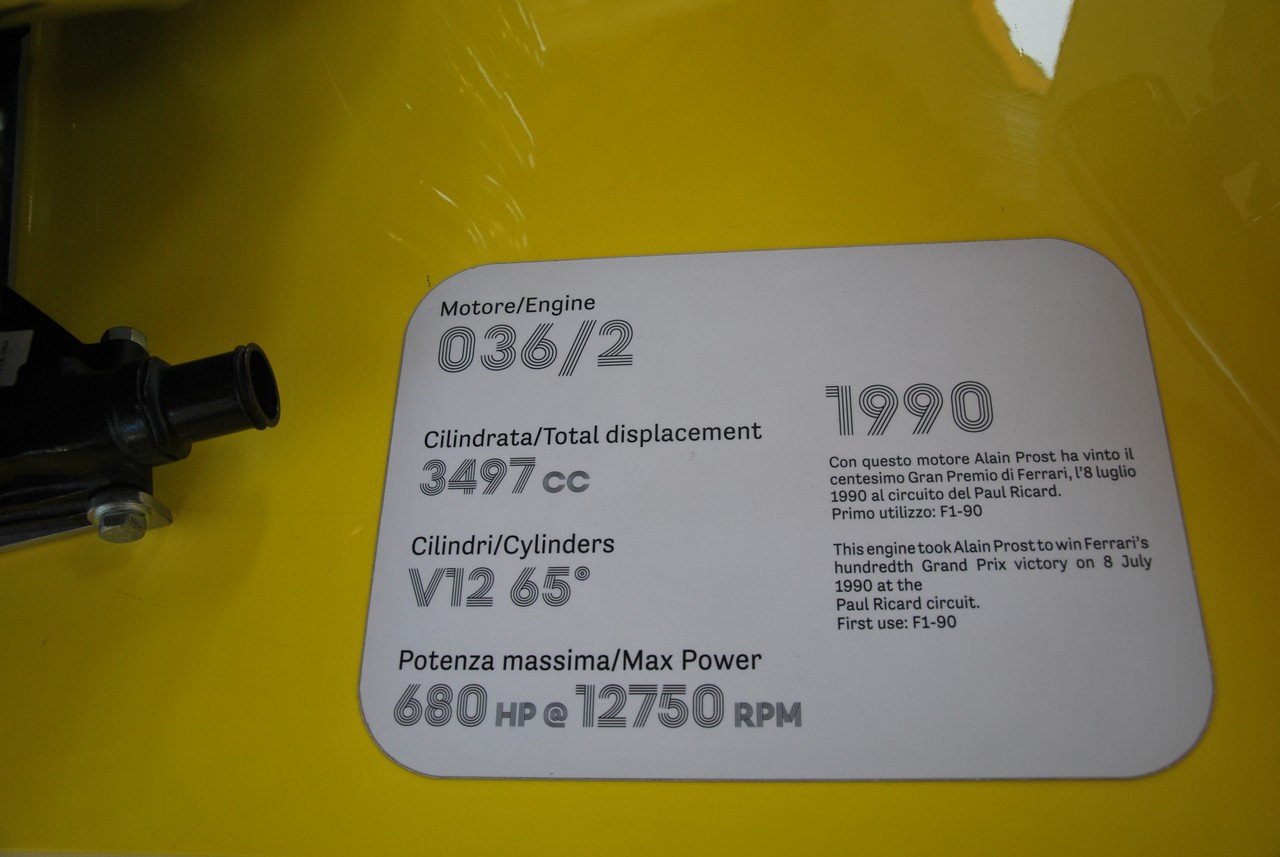 Motore/Engine
036/2
Cilindrata/Total displacement
3497 CC
Cilindri/Cylinders
V12 65°
Potenza massima/Max Power
680 HP @ 12750 RPM
1990
Con questo motore Alain Prost ha vinto il
centesimo Gran Premio di Ferrari, l'8 luglio
1990 al circuito del Paul Ricard.
Primo utilizzo: F1-90
This engine took Alain Prost to win Ferrari's
hundredth Grand Prix victory on 8 July
1990 at the
Paul Ricard circuit.
First use: F1-90